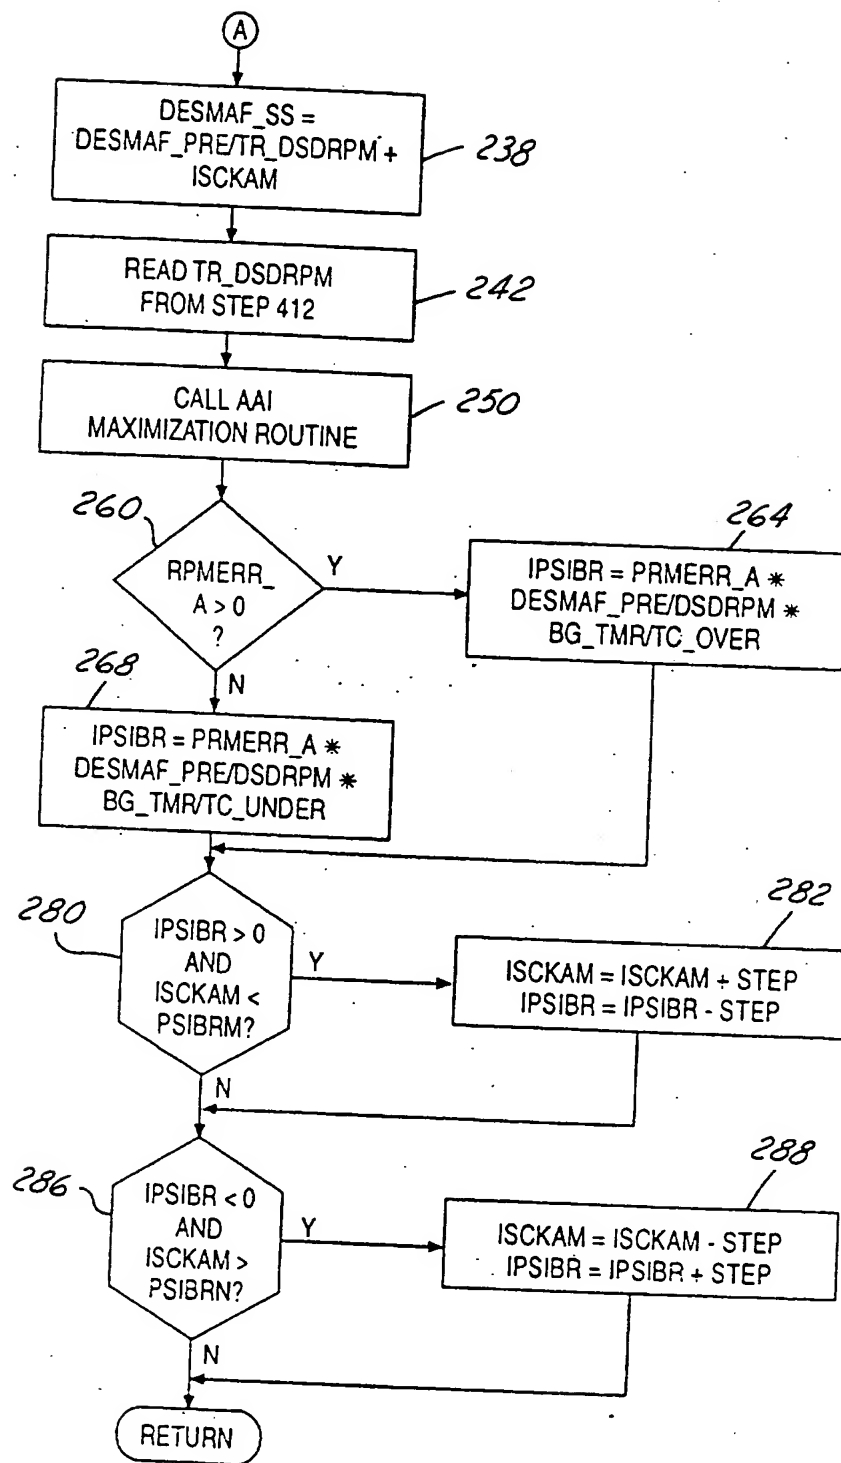 A
DESMAF_SS =
DESMAF_PRE/TR_DSDRPM +
ISCKAM
238
READ TR_DSDRPM
FROM STEP 412
242
CALL AAI
MAXIMIZATION ROUTINE
250
260
RPMERR_
A > 0
?
Y
N
264
IPSIBR = PRMERR_A *
DESMAF_PRE/DSDRPM *
BG_TMR/TC_OVER
268
IPSIBR = PRMERR_A *
DESMAF_PRE/DSDRPM *
BG_TMR/TC_UNDER
280
IPSIBR > 0
AND
ISCKAM <
PSIBRM?
Y
N
282
ISCKAM = ISCKAM + STEP
IPSIBR = IPSIBR - STEP
286
IPSIBR < 0
AND
ISCKAM >
PSIBRN?
Y
N
288
ISCKAM = ISCKAM - STEP
IPSIBR = IPSIBR + STEP
RETURN